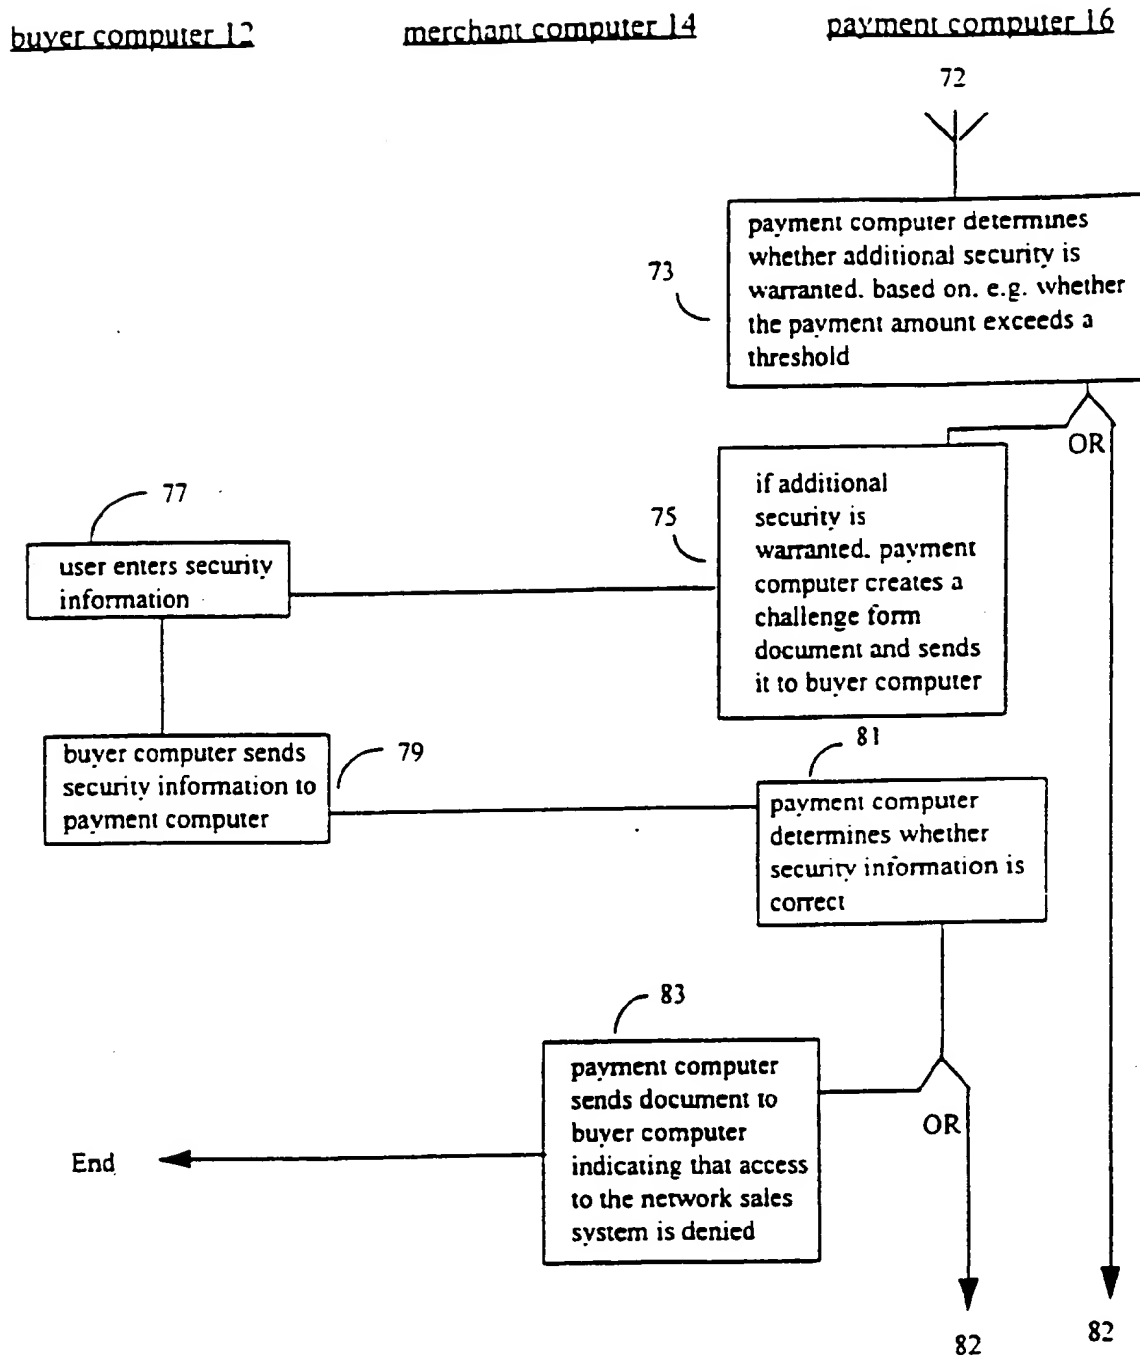 buyer computer 12
merchant computer 14
payment computer 16
72
payment computer determines
whether additional security is
warranted. based on. e.g. whether
the payment amount exceeds a
threshold
73
OR
if additional
security is
warranted. payment
computer creates a
challenge form
document and sends
it to buyer computer
75
77
user enters security
information
buyer computer sends
security information to
payment computer
79
81
payment computer
determines whether
security information is
correct
83
payment computer
sends document to
buyer computer
indicating that access
to the network sales
system is denied
OR
End
82
82